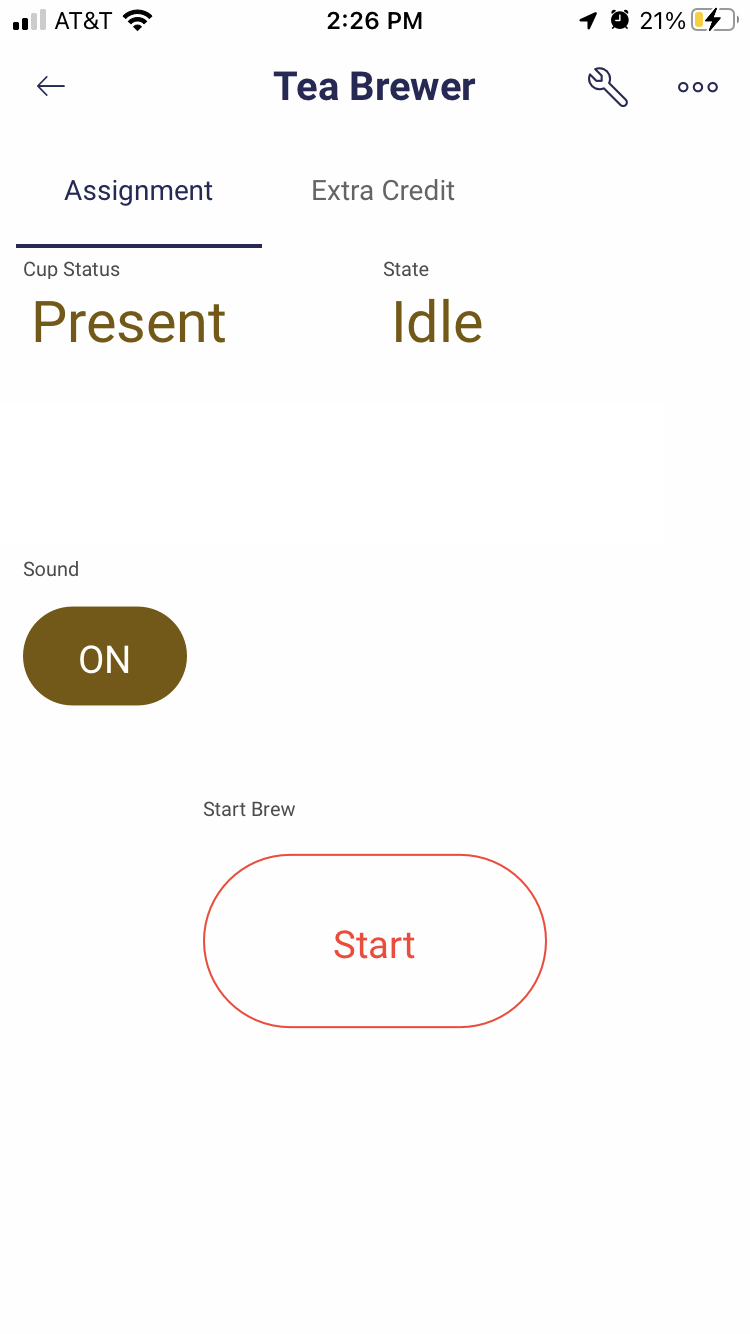 AT&T 2:26 PM 21%
Tea Brewer
Assignment Extra Credit
Cup Status State
Present Idle
Sound
ON
Start Brew
Start